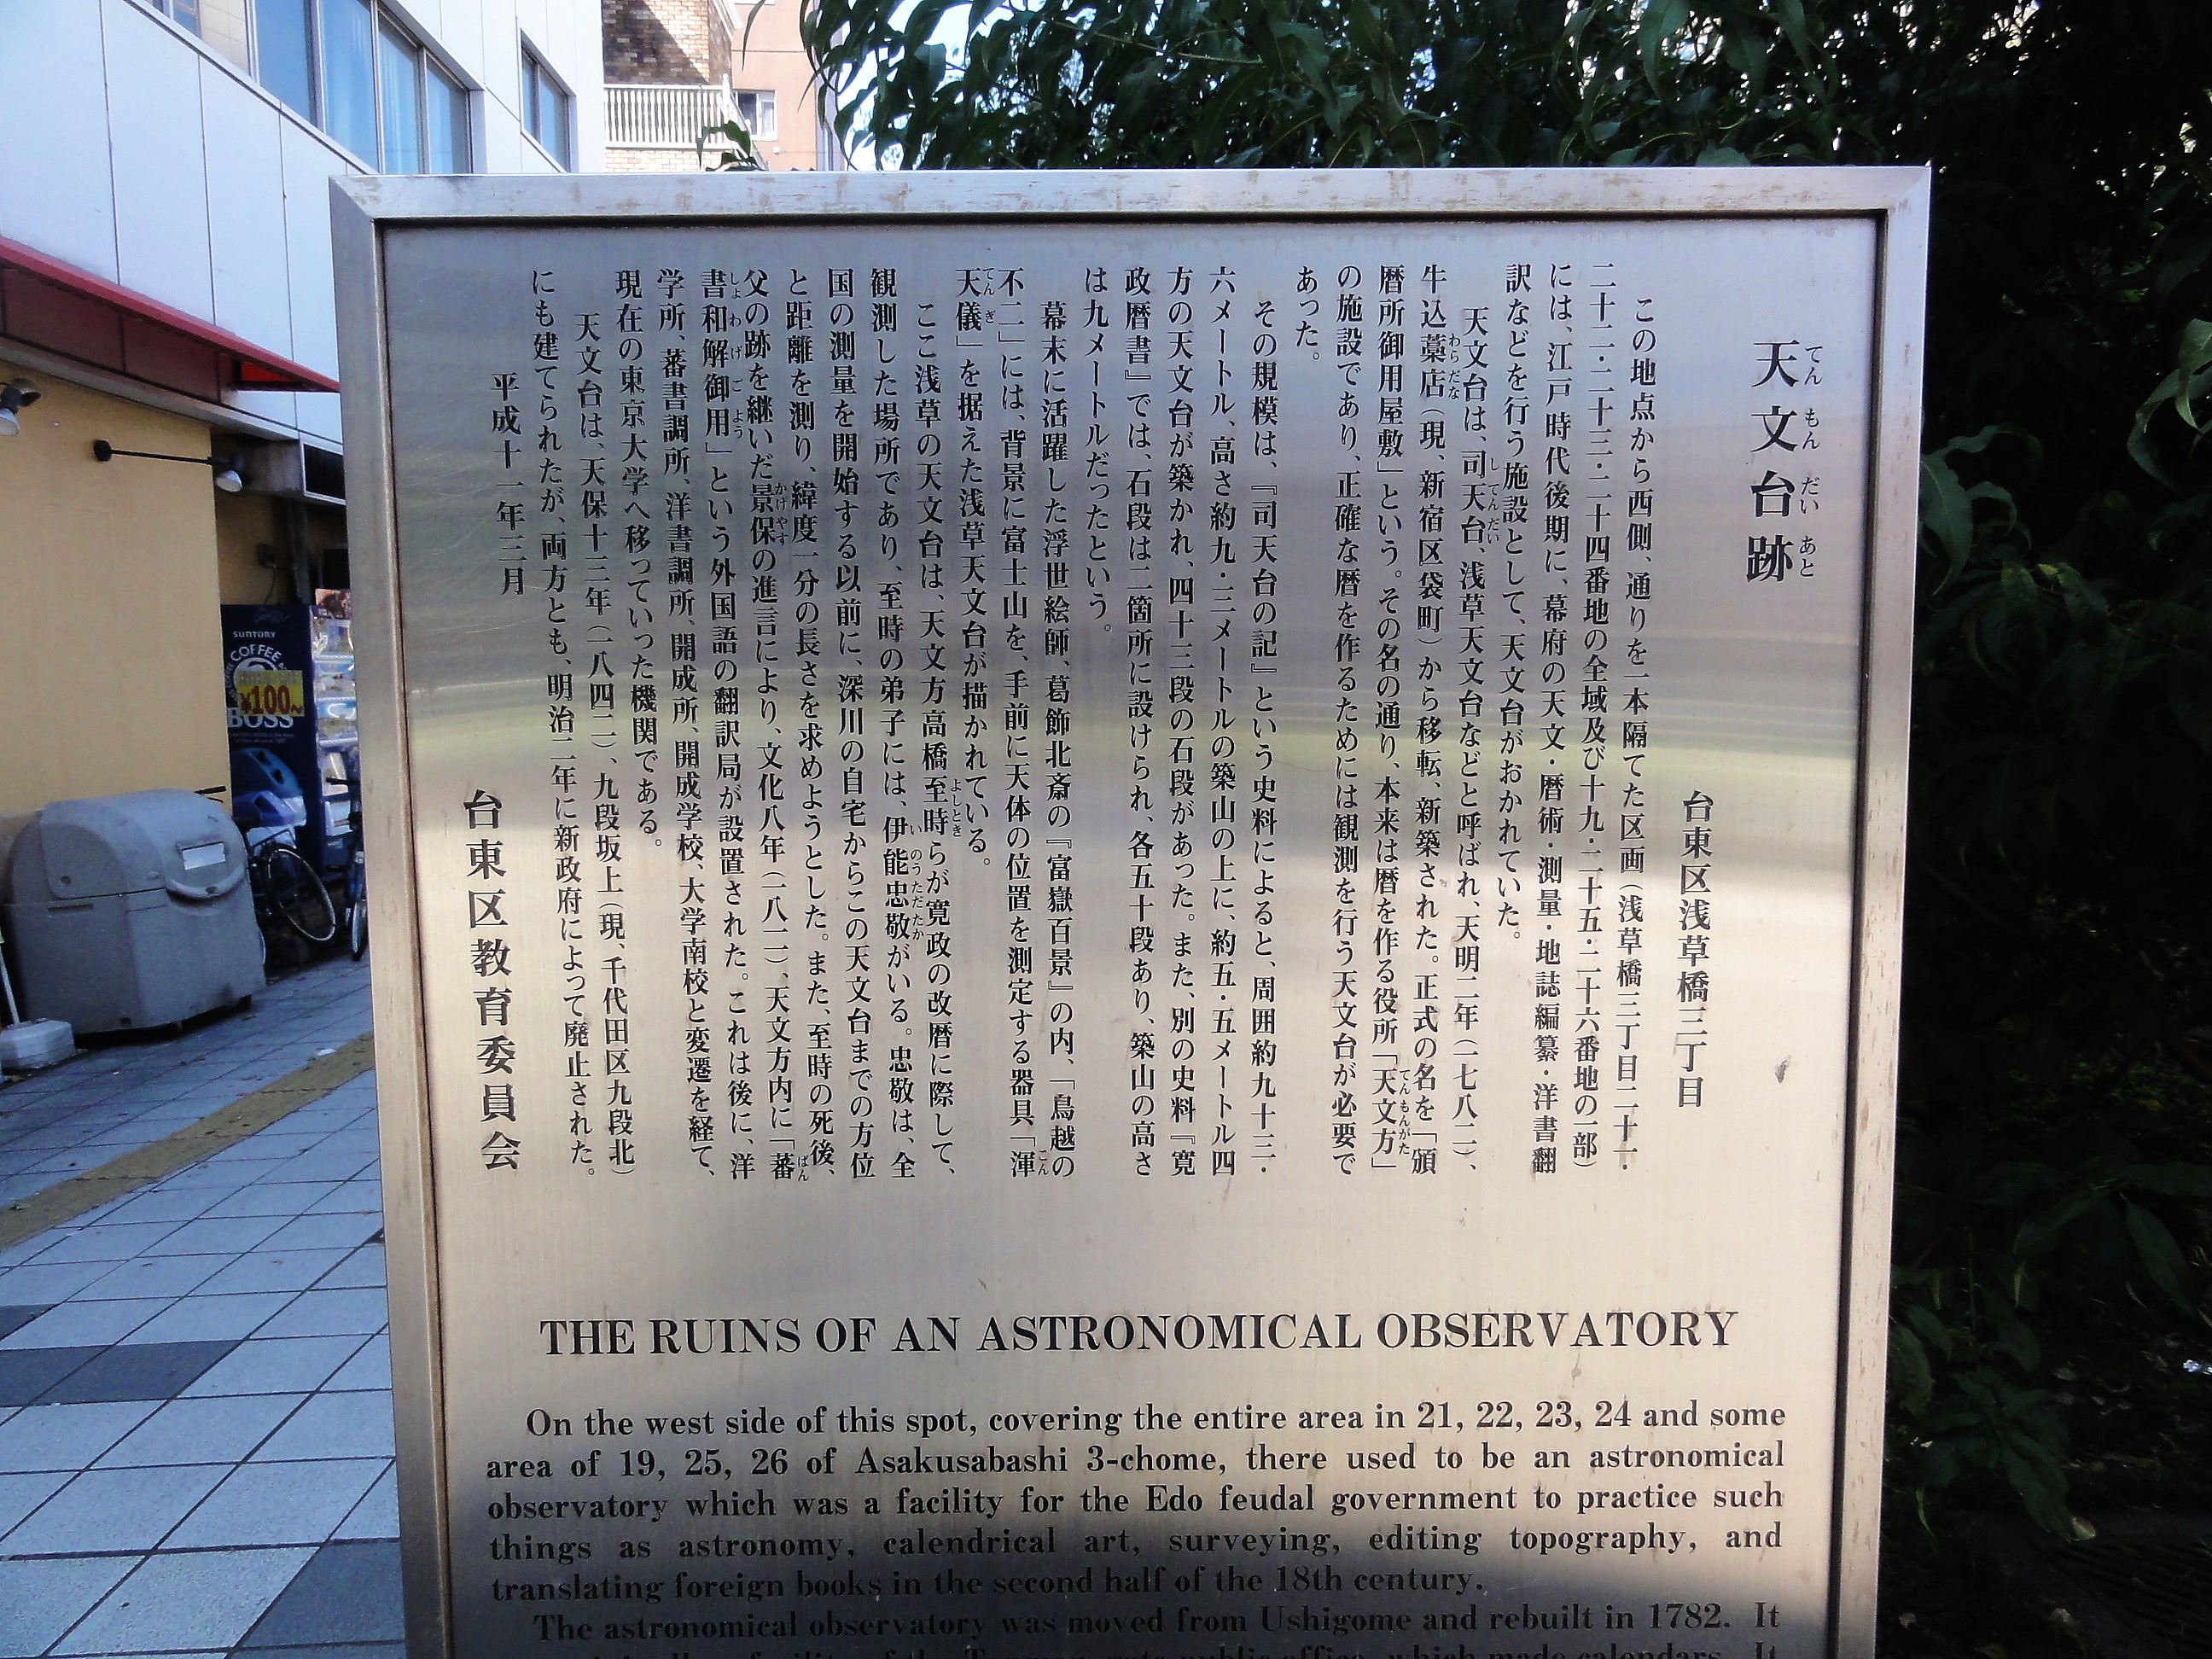 天文台跡
台東区浅草橋三丁目
この地点から西側、通りを一本隔てた区画（浅草橋三丁目二十一・
二十二・二十三・二十四番地の全域及び十九・二十五・二十六番地の一部）
には、江戸時代後期に、幕府の天文・暦術・測量・地誌編纂・洋書翻
訳などを行う施設として、天文台がおかれていた。
天文台は、司天台、浅草天文台などと呼ばれ、天明二年（一七八二）、
牛込藁店（現、新宿区袋町）から移転、新築された。正式の名を「頒
暦所御用屋敷」という。その名の通り、本来は暦を作る役所「天文方」
の施設であり、正確な暦を作るためには観測を行う天文台が必要で
あった。
その規模は、『司天台の記』という史料によると、周囲約九十三・
六メートル、高さ約九・三メートルの築山の上に、約五・五メートル四
方の天文台が築かれ、四十三段の石段があった。また、別の史料『寛
政暦書』では、石段は二箇所に設けられ、各五十段あり、築山の高さ
は九メートルだったという。
幕末に活躍した浮世絵師、葛飾北斎の『富嶽百景』の内、「鳥越の
不二」には、背景に富士山を、手前に天体の位置を測定する器具「渾
天儀」を据えた浅草天文台が描かれている。
ここ浅草の天文台は、天文方高橋至時らが寛政の改暦に際して、
観測した場所であり、至時の弟子には、伊能忠敬がいる。忠敬は、全
国の測量を開始する以前に、深川の自宅からこの天文台までの方位
と距離を測り、緯度一分の長さを求めようとした。また、至時の死後、
父の跡を継いだ景保の進言により、文化八年（一八一一）、天文方内に「蕃
書和解御用」という外国語の翻訳局が設置された。これは後に、洋
学所、蕃書調所、洋書調所、開成所、開成学校、大学南校と変遷を経て、
現在の東京大学へ移っていった機関である。
天文台は、天保十三年（一八四二）、九段坂上（現、千代田区九段北）
にも建てられたが、両方とも、明治二年に新政府によって廃止された。
平成十一年三月
台東区教育委員会
THE RUINS OF AN ASTRONOMICAL OBSERVATORY
On the west side of this spot, covering the entire area in 21, 22, 23, 24 and some
area of 19, 25, 26 of Asakusabashi 3-chome, there used to be an astronomical
observatory which was a facility for the Edo feudal government to practice such
things as astronomy, calendrical art, surveying, editing topography, and
translating foreign books in the second half of the 18th century.
The astronomical observatory was moved from Ushigome and rebuilt in 1782. It
SUNTORY
COFFEE
¥100~
BOSS